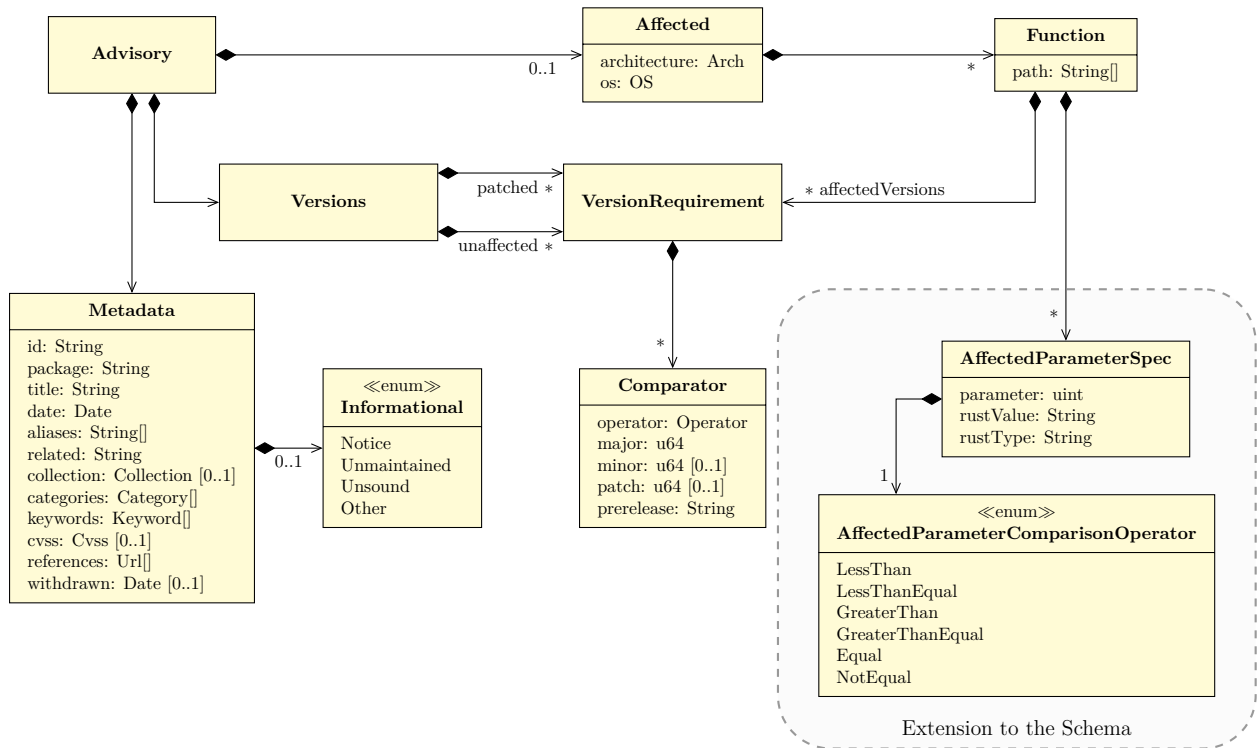 Advisory
0..1
Affected
architecture: Arch
os: OS
*
Function
path: String[]
Versions
patched *
unaffected *
VersionRequirement
* affectedVersions
Metadata
id: String
package: String
title: String
date: Date
aliases: String[]
related: String
collection: Collection [0..1]
categories: Category[]
keywords: Keyword[]
cvss: Cvss [0..1]
references: Url[]
withdrawn: Date [0..1]
0..1
≪enum≫
Informational
Notice
Unmaintained
Unsound
Other
*
Comparator
operator: Operator
major: u64
minor: u64 [0..1]
patch: u64 [0..1]
prerelease: String
*
AffectedParameterSpec
parameter: uint
rustValue: String
rustType: String
1
≪enum≫
AffectedParameterComparisonOperator
LessThan
LessThanEqual
GreaterThan
GreaterThanEqual
Equal
NotEqual
Extension to the Schema